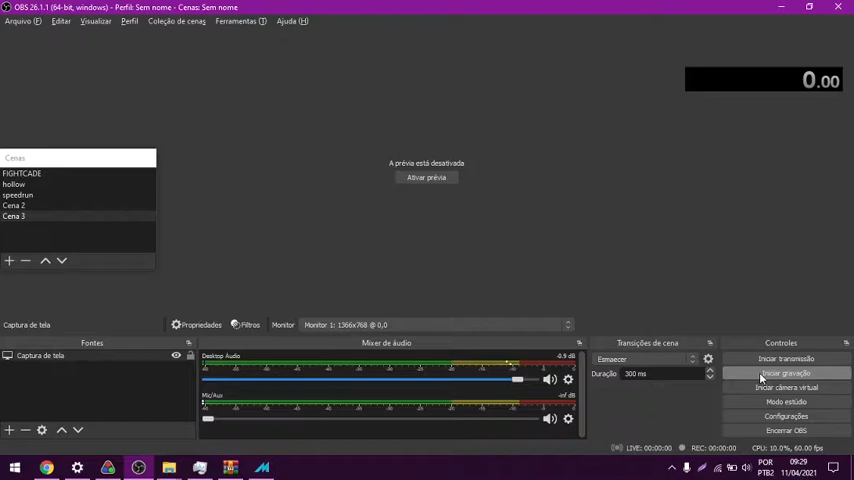 OBS 26.1.1 (64-bit, windows) - Perfil: Sem nome - Cenas: Sem nome
Arquivo (F) Editar Visualizar Perfil Coleção de cenas Ferramentas (T) Ajuda (H)
0.00
Cenas
A prévia está desativada
Ativar prévia
FIGHTCADE
hollow
speedrun
Cena 2
Cena 3
Captura de tela
Propriedades
Filtros
Monitor
Monitor 1: 1366x768 @ 0,0
Fontes
Mixer de áudio
Transições de cena
Controles
Captura de tela
Desktop Audio
-0.9 dB
Mic/Aux
-inf dB
Esmaecer
Duração
300 ms
Iniciar transmissão
Iniciar gravação
Iniciar câmera virtual
Modo estúdio
Configurações
Encerrar OBS
LIVE: 00:00:00
REC: 00:00:00
CPU: 10.0%, 60.00 fps
POR
PTB2
09:29
11/04/2021